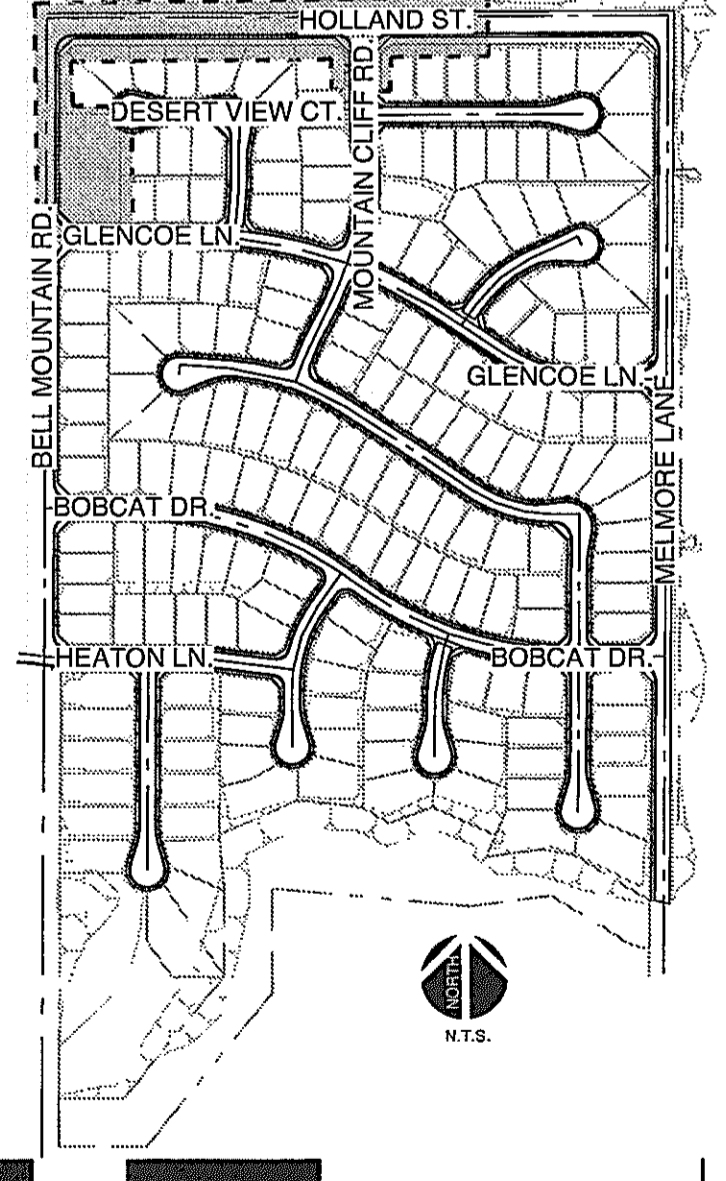 HOLLAND ST.
MOUNTAIN CLIFF RD.
DESERT VIEW CT.
BELL MOUNTAIN RD.
GLENCOE LN.
GLENCOE LN.
MELMORE LANE
BOBCAT DR.
HEATON LN.
BOBCAT DR.
NORTH
N.T.S.